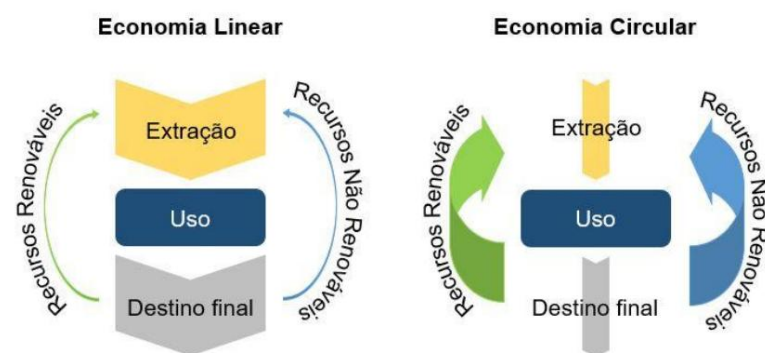 Economia Linear
Recursos Renováveis
Extração
Uso
Destino final
Recursos Não Renováveis
Economia Circular
Recursos Renováveis
Extração
Uso
Destino final
Recursos Não Renováveis